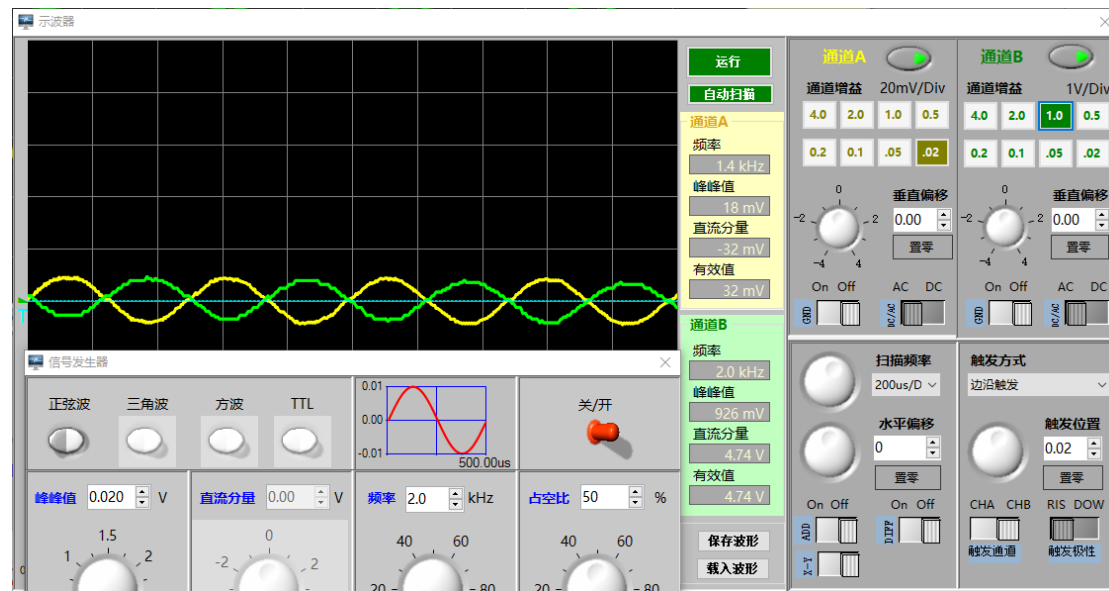 示波器
运行
自动扫描
通道A
频率
1.4 kHz
峰峰值
18 mV
直流分量
-32 mV
有效值
32 mV
通道B
频率
2.0 kHz
峰峰值
926 mV
直流分量
4.74 V
有效值
4.74 V
保存波形
载入波形
通道A
通道增益 20mV/Div
4.0 2.0 1.0 0.5
0.2 0.1 .05 .02
0
-2 2
-4 4
垂直偏移
0.00
置零
On Off AC DC
GND DC/AC
通道B
通道增益 1V/Div
4.0 2.0 1.0 0.5
0.2 0.1 .05 .02
0
-2 2
-4 4
垂直偏移
0.00
置零
On Off AC DC
GND DC/AC
扫描频率
200us/D
水平偏移
0
置零
On Off On Off
ADD DIFF
X-Y
触发方式
边沿触发
触发位置
0.02
置零
CHA CHB RIS DOW
触发通道 触发极性
T
信号发生器
正弦波 三角波 方波 TTL
0.01
0.00
-0.01
500.00us
关/开
峰峰值 0.020 V
直流分量 0.00 V
频率 2.0 kHz
占空比 50 %
1.5
1 2
0
-2 2
40 60
20 80
40 60
20 80
0